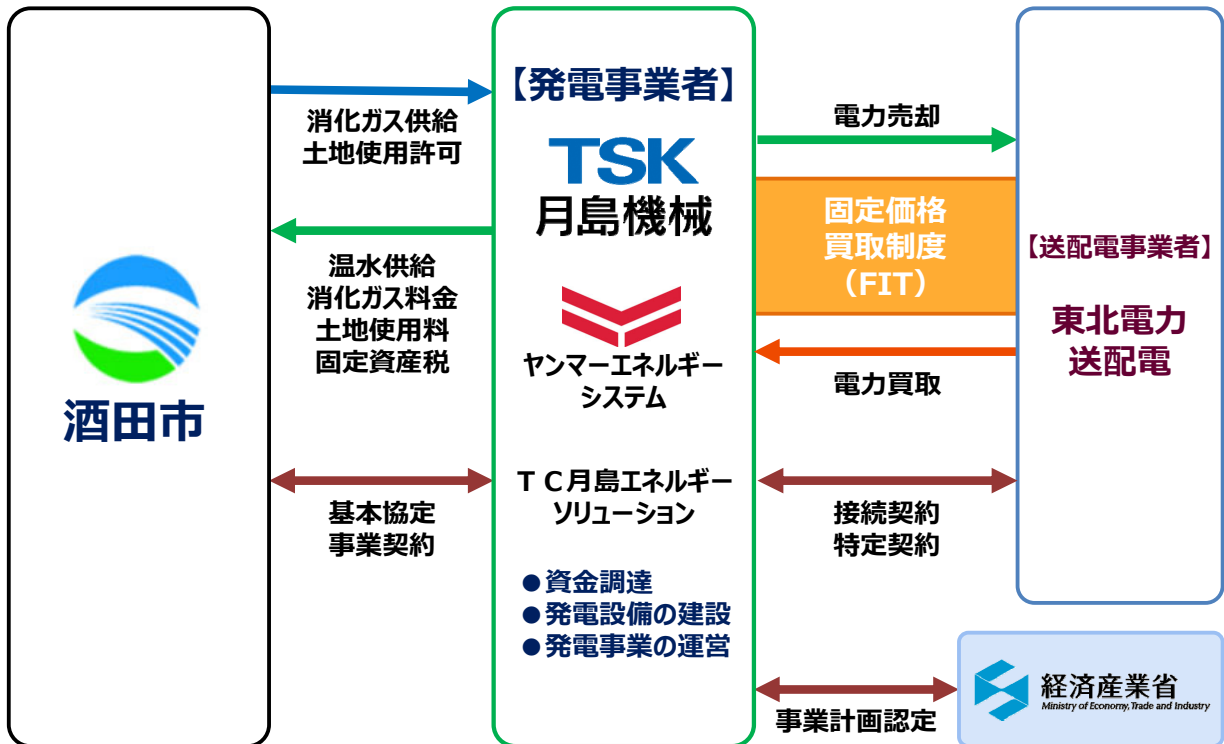 酒田市
消化ガス供給
土地使用許可
温水供給
消化ガス料金
土地使用料
固定資産税
基本協定
事業契約
【発電事業者】
TSK
月島機械
ヤンマーエネルギー
システム
ＴＣ月島エネルギー
ソリューション
●資金調達
●発電設備の建設
●発電事業の運営
電力売却
固定価格
買取制度
（FIT）
電力買取
接続契約
特定契約
事業計画認定
【送配電事業者】
東北電力
送配電
経済産業省
Ministry of Economy, Trade and Industry